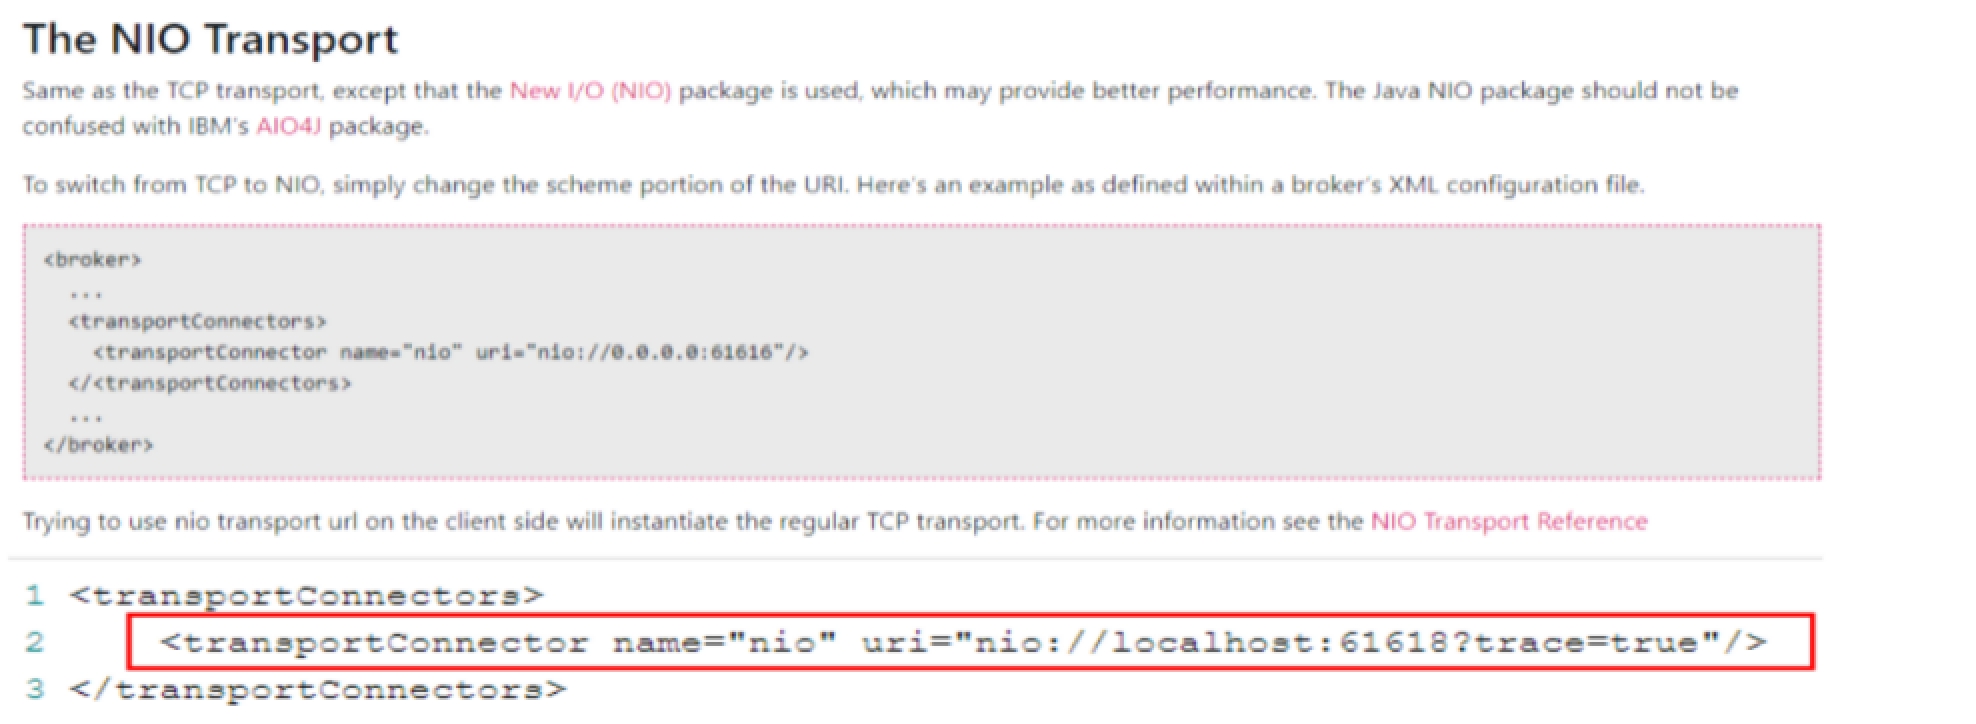 The NIO Transport
Same as the TCP transport, except that the New I/O (NIO) package is used, which may provide better performance. The Java NIO package should not be
confused with IBM's AIO4J package.
To switch from TCP to NIO, simply change the scheme portion of the URI. Here's an example as defined within a broker's XML configuration file.
<broker>
  ...
  <transportConnectors>
    <transportConnector name="nio" uri="nio://0.0.0.0:61616"/>
  </<transportConnectors>
  ...
</broker>
Trying to use nio transport url on the client side will instantiate the regular TCP transport. For more information see the NIO Transport Reference
1 <transportConnectors>
2     <transportConnector name="nio" uri="nio://localhost:61618?trace=true"/>
3 </transportConnectors>